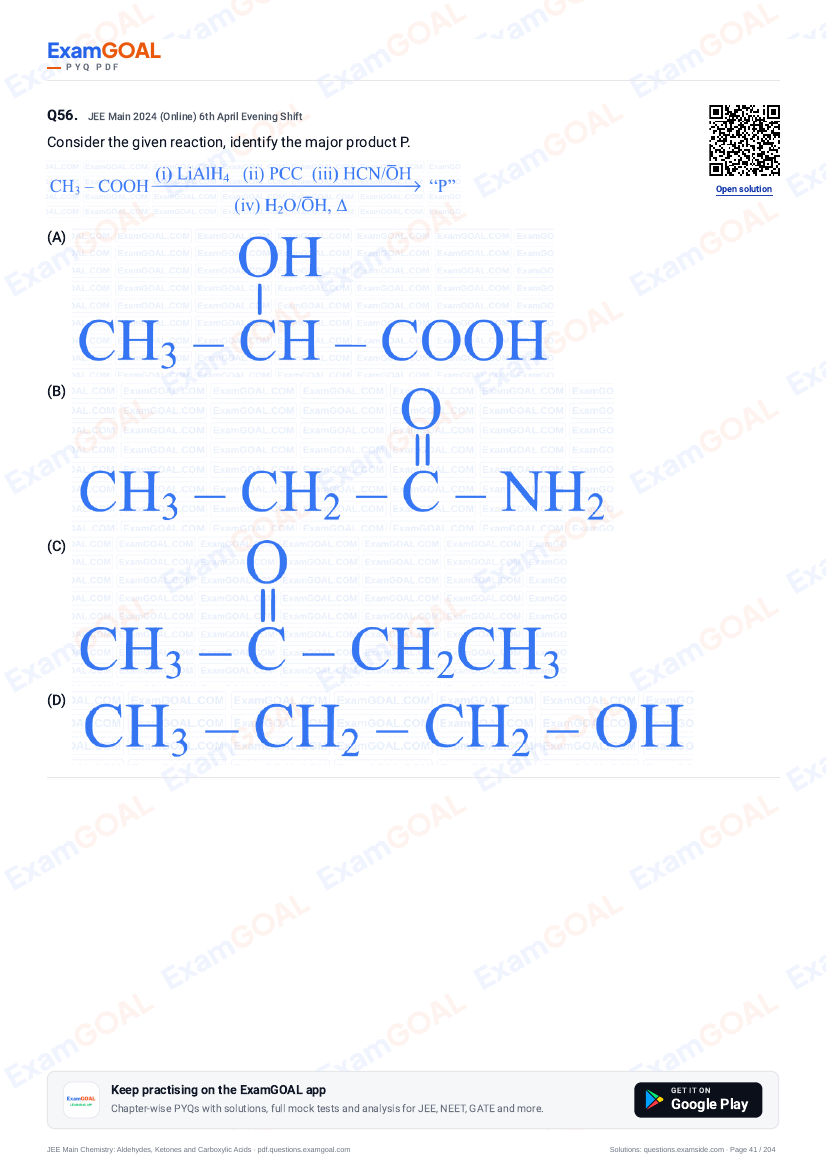 ExamGOAL
PYQ PDF
Q56. JEE Main 2024 (Online) 6th April Evening Shift
Consider the given reaction, identify the major product P.
Open solution
(i) LiAlH₄ (ii) PCC (iii) HCN/O̅H
CH₃ – COOH ⟶ “P”
(iv) H₂O/O̅H, Δ
(A)
OH
|
CH₃ – CH – COOH
(B)
O
||
CH₃ – CH₂ – C – NH₂
(C)
O
||
CH₃ – C – CH₂CH₃
(D) CH₃ – CH₂ – CH₂ – OH
Keep practising on the ExamGOAL app
Chapter-wise PYQs with solutions, full mock tests and analysis for JEE, NEET, GATE and more.
GET IT ON
Google Play
JEE Main Chemistry: Aldehydes, Ketones and Carboxylic Acids · pdf.questions.examgoal.com
Solutions: questions.examside.com · Page 41 / 204